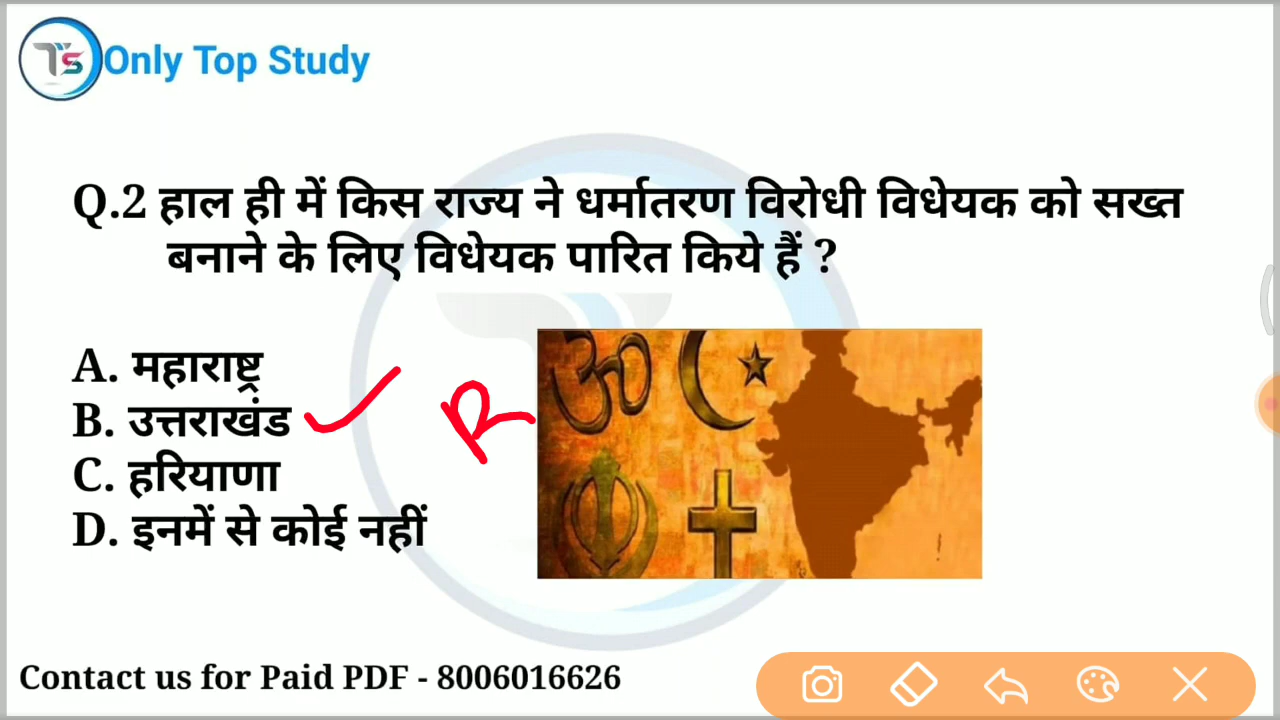 TS Only Top Study
Q.2 हाल ही में किस राज्य ने धर्मातरण विरोधी विधेयक को सख्त
बनाने के लिए विधेयक पारित किये हैं ?
A. महाराष्ट्र
B. उत्तराखंड
C. हरियाणा
D. इनमें से कोई नहीं
Contact us for Paid PDF - 8006016626